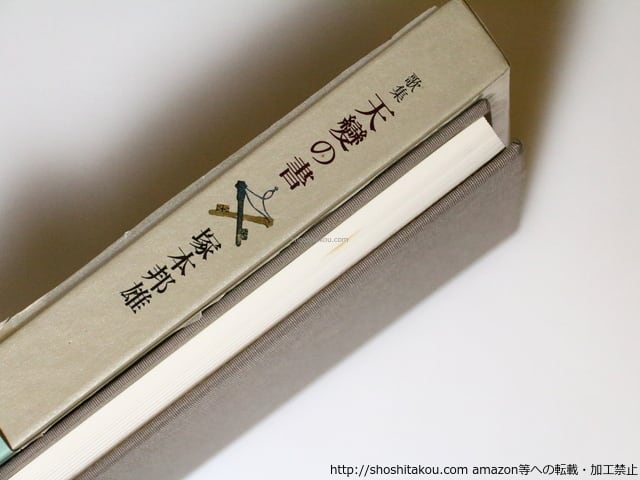 歌集
天變の書
塚本邦雄
http://shoshitakou.com amazon等への転載・加工禁止